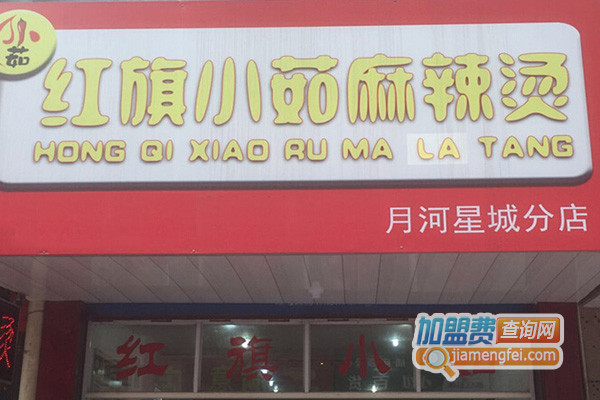 小茹
红旗小茹麻辣烫
HONG QI XIAO RU MA LA TANG
月河星城分店
红旗小
加盟费查询网
jiamengfei.com